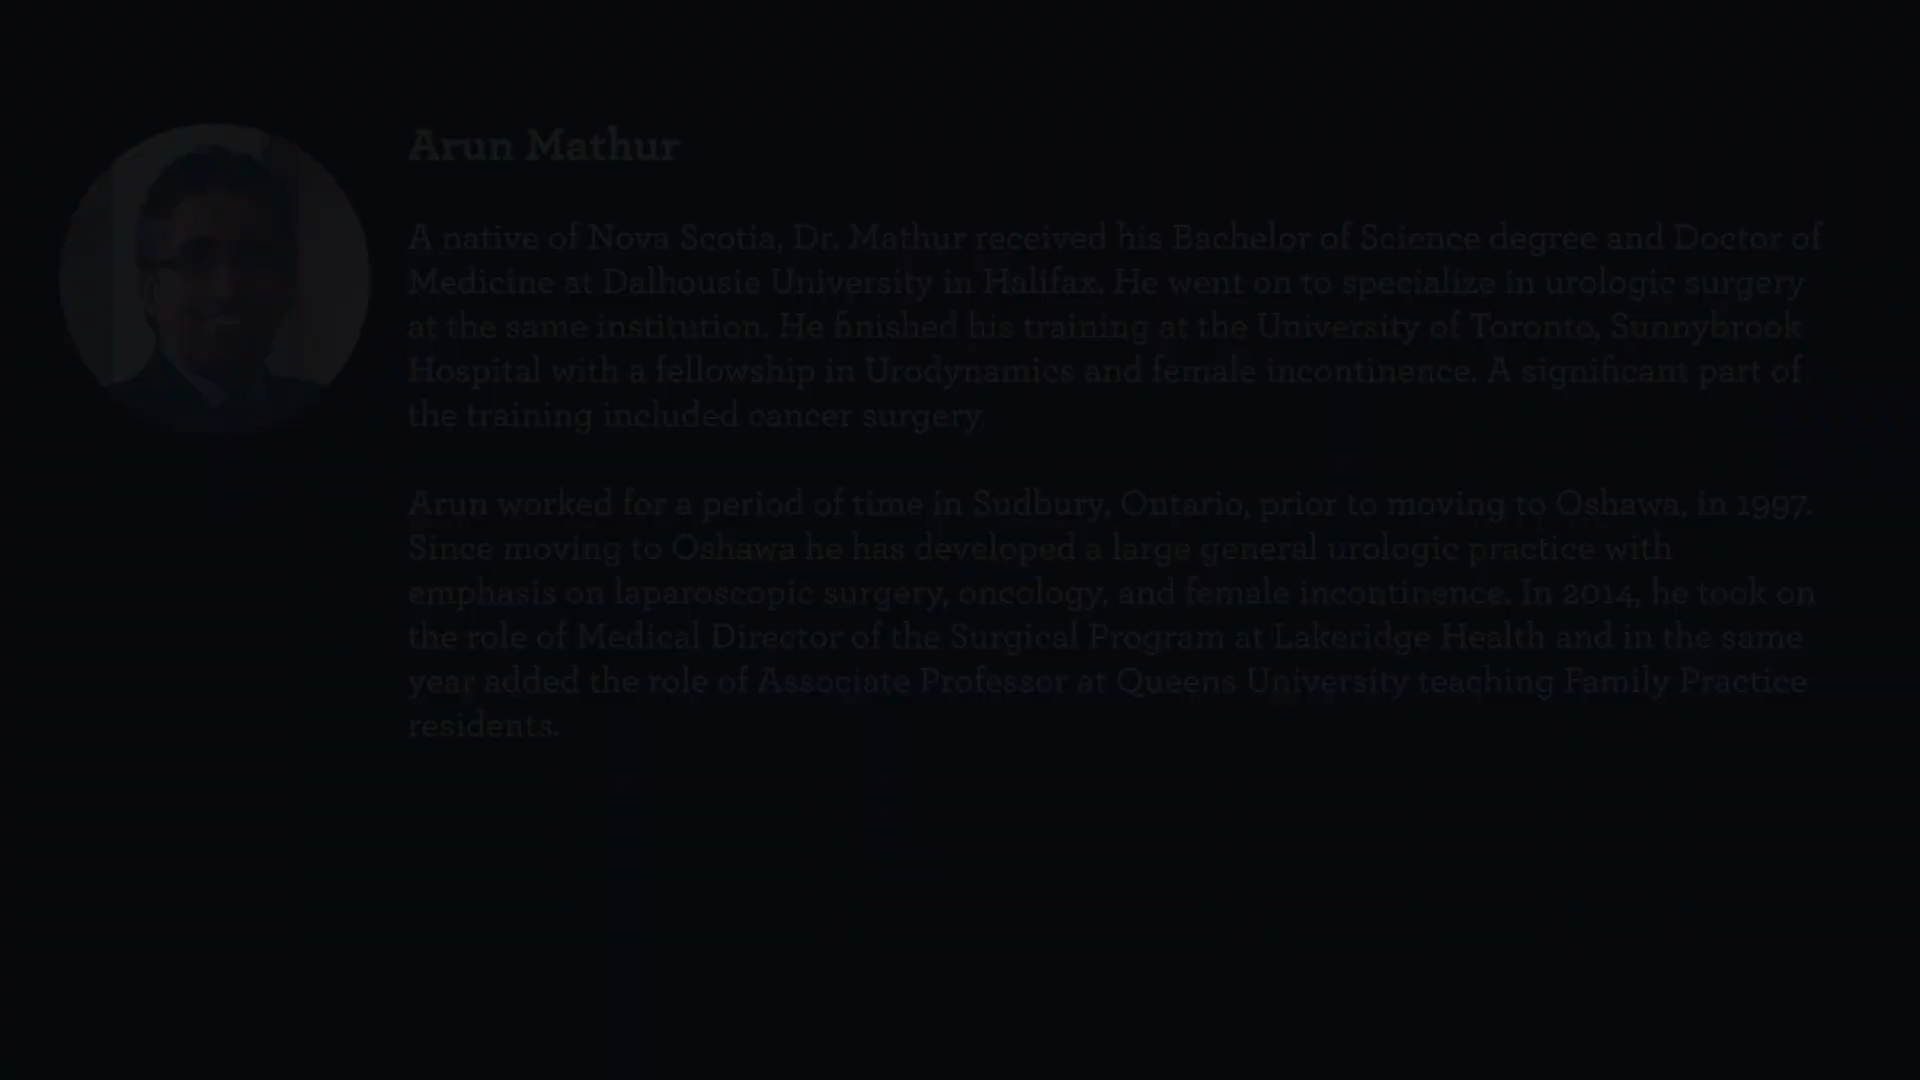 Arun Mathur
A native of Nova Scotia, Dr. Mathur received his Bachelor of Science degree and Doctor of
Medicine at Dalhousie University in Halifax. He went on to specialize in urologic surgery
at the same institution. He finished his training at the University of Toronto, Sunnybrook
Hospital with a fellowship in Urodynamics and female incontinence. A significant part of
the training included cancer surgery
Arun worked for a period of time in Sudbury, Ontario, prior to moving to Oshawa, in 1997.
Since moving to Oshawa he has developed a large general urologic practice with
emphasis on laparoscopic surgery, oncology, and female incontinence. In 2014, he took on
the role of Medical Director of the Surgical Program at Lakeridge Health and in the same
year added the role of Associate Professor at Queens University teaching Family Practice
residents.